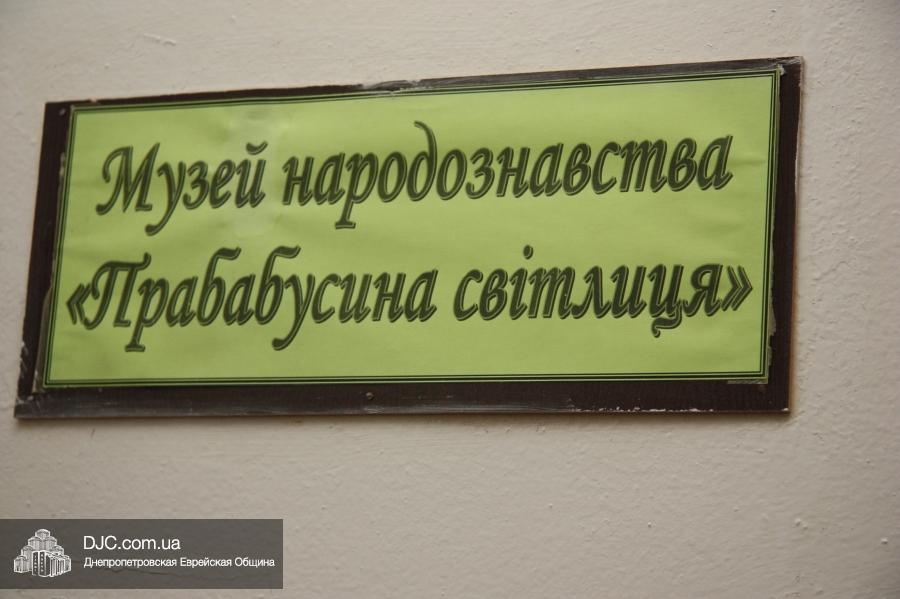 Музей народознавства
«Прабабусина світлиця»
DJC.com.ua
Днепропетровская Еврейская Община